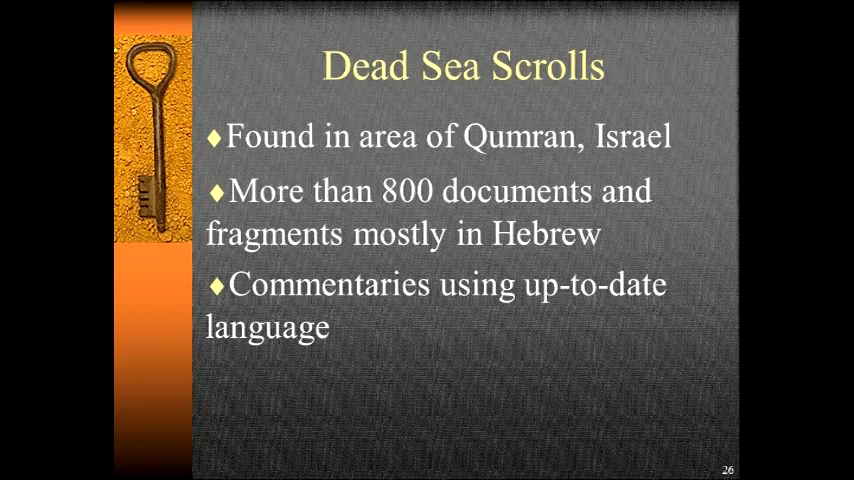 Dead Sea Scrolls
♦Found in area of Qumran, Israel
♦More than 800 documents and
fragments mostly in Hebrew
♦Commentaries using up-to-date
language
26